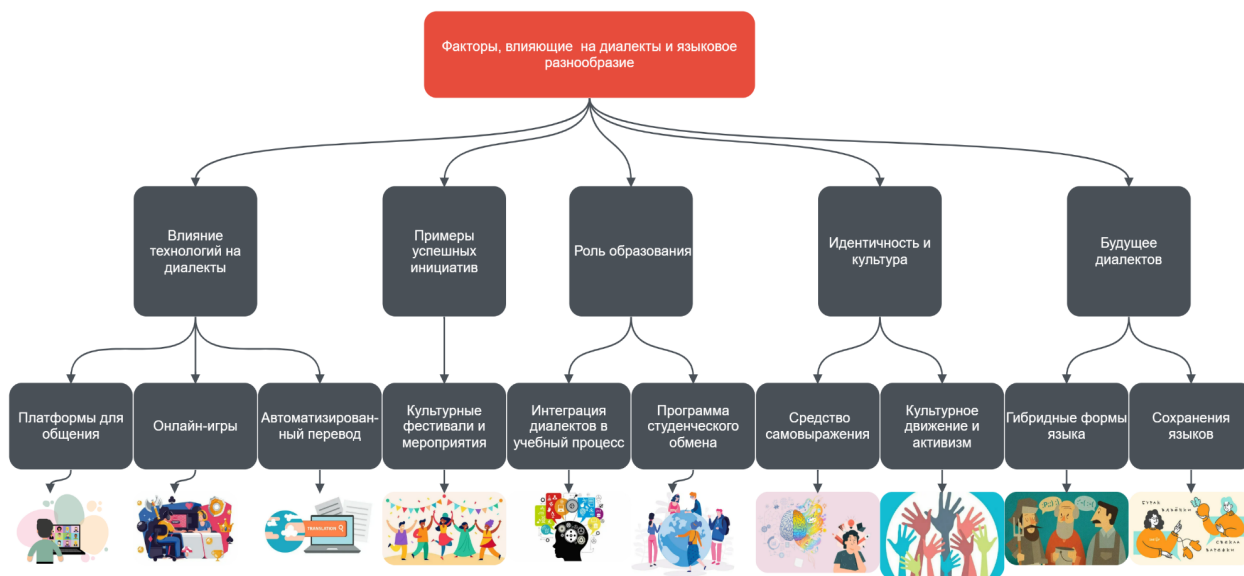 Факторы, влияющие на диалекты и языковое
разнообразие
Влияние
технологий на
диалекты
Примеры
успешных
инициатив
Роль образования
Идентичность и
культура
Будущее
диалектов
Платформы для
общения
Онлайн-игры
Автоматизирован-
ный перевод
Культурные
фестивали и
мероприятия
Интеграция
диалектов в
учебный процесс
Программа
студенческого
обмена
Средство
самовыражения
Культурное
движение и
активизм
Гибридные формы
языка
Сохранения
языков
TRANSLATION
БУРАК
СВЕКЛА